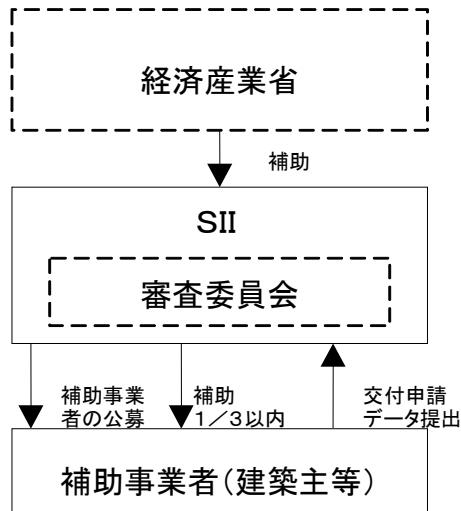 経済産業省
補助
SII
審査委員会
補助事業
者の公募
補助
1／3以内
交付申請
データ提出
補助事業者(建築主等)